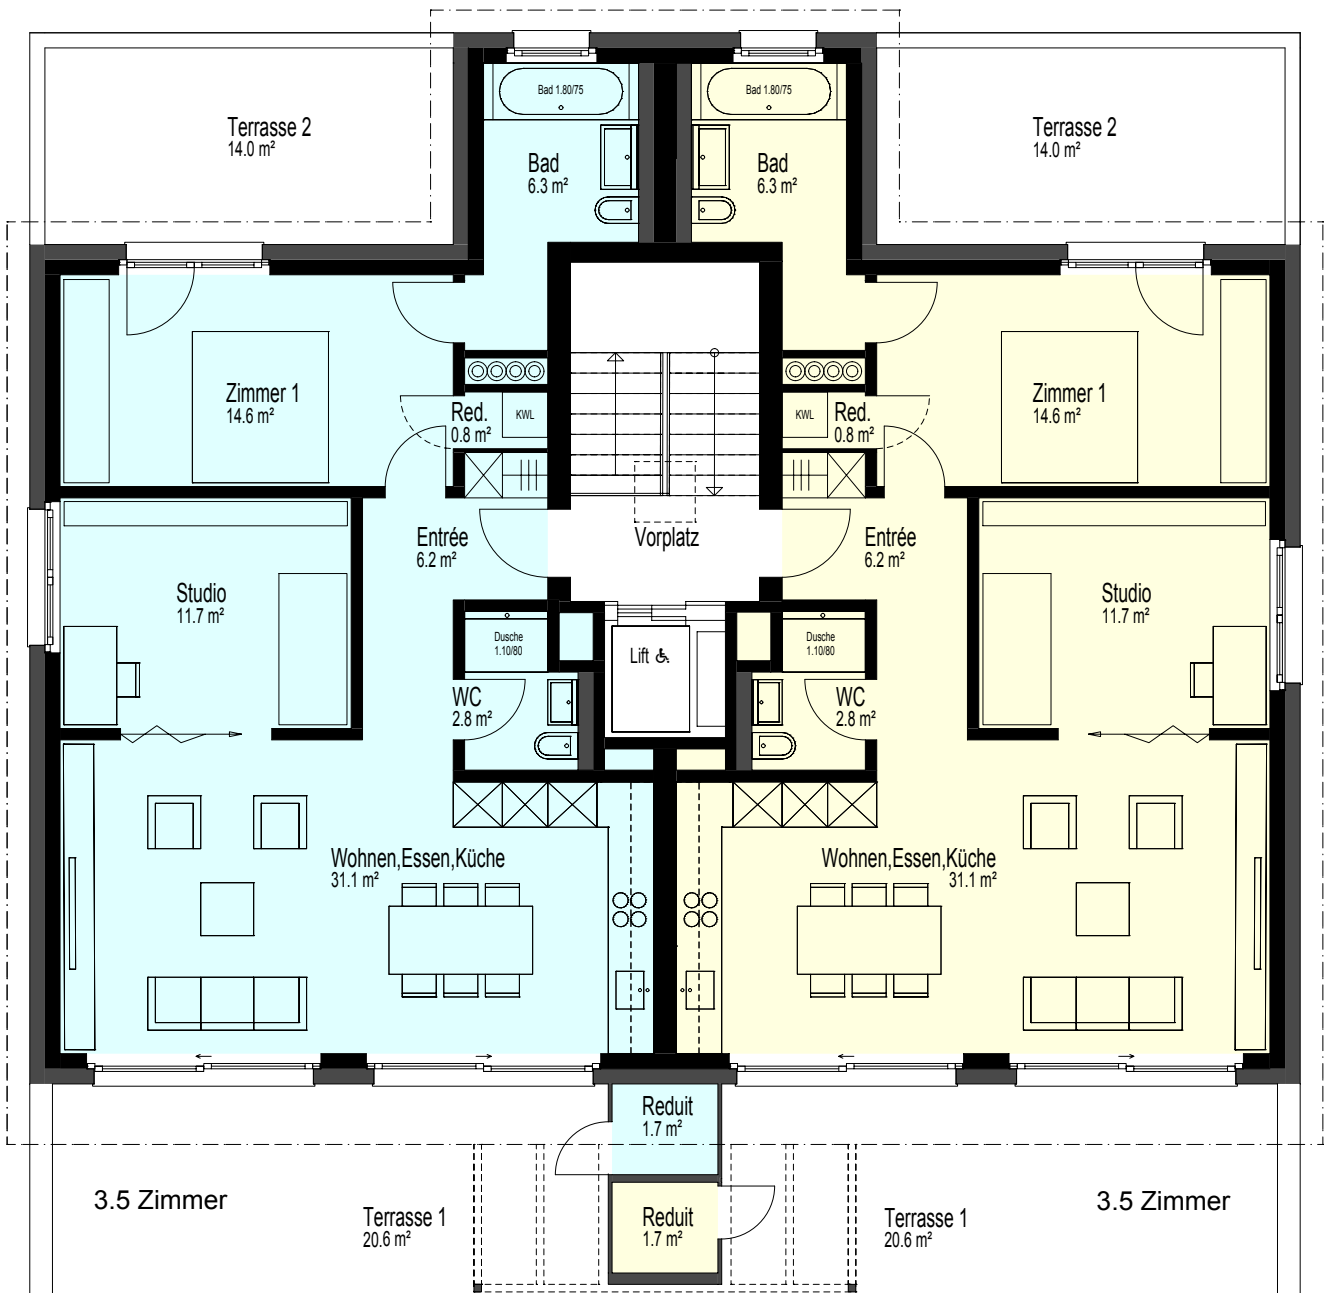 Bad 1.80/75
Bad 1.80/75
Terrasse 2
14.0 m²
Bad
6.3 m²
Bad
6.3 m²
Terrasse 2
14.0 m²
Zimmer 1
14.6 m²
Red.
0.8 m²
KWL
KWL
Red.
0.8 m²
Zimmer 1
14.6 m²
Entrée
6.2 m²
Vorplatz
Entrée
6.2 m²
Studio
11.7 m²
Studio
11.7 m²
Dusche
1.10/80
Lift
Dusche
1.10/80
WC
2.8 m²
WC
2.8 m²
Wohnen,Essen,Küche
31.1 m²
Wohnen,Essen,Küche
31.1 m²
Reduit
1.7 m²
3.5 Zimmer
Terrasse 1
20.6 m²
Reduit
1.7 m²
Terrasse 1
20.6 m²
3.5 Zimmer